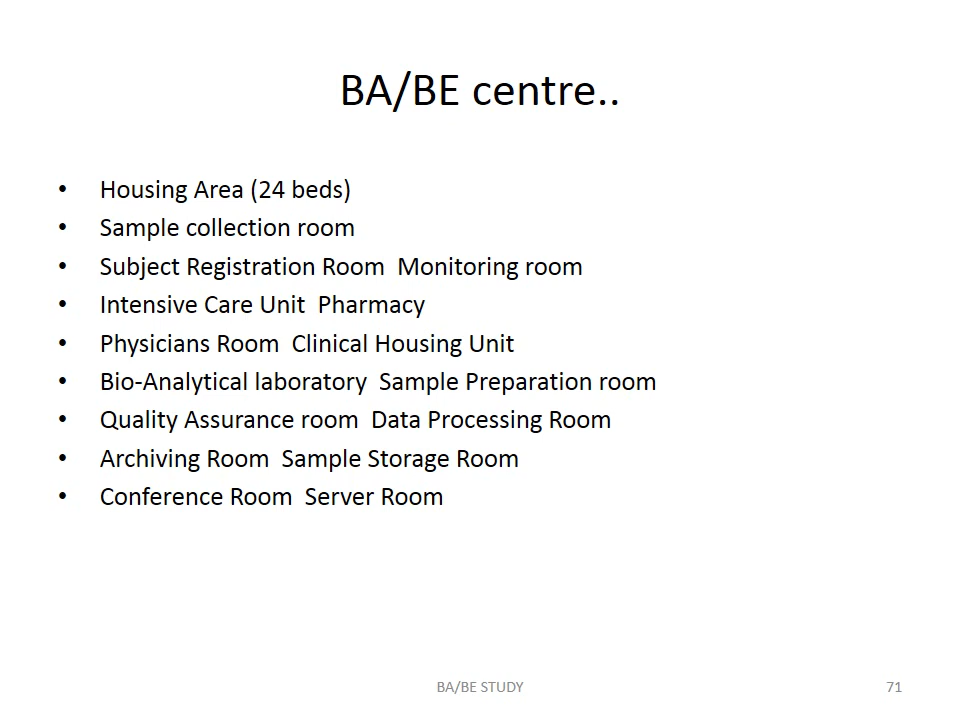 BA/BE centre..
• Housing Area (24 beds)
• Sample collection room
• Subject Registration Room  Monitoring room
• Intensive Care Unit  Pharmacy
• Physicians Room  Clinical Housing Unit
• Bio-Analytical laboratory  Sample Preparation room
• Quality Assurance room  Data Processing Room
• Archiving Room  Sample Storage Room
• Conference Room  Server Room
BA/BE STUDY
71